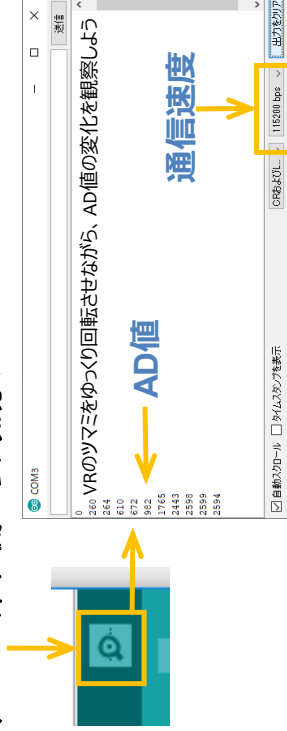 COM3
送信
0
260
264
610
672
982
1765
2443
2598
2599
2594
VRのツマミをゆっくり回転させながら、AD値の変化を観察しよう
AD値
通信速度
自動スクロール
タイムスタンプを表示
CRおよびL...
115200 bps
出力をクリア